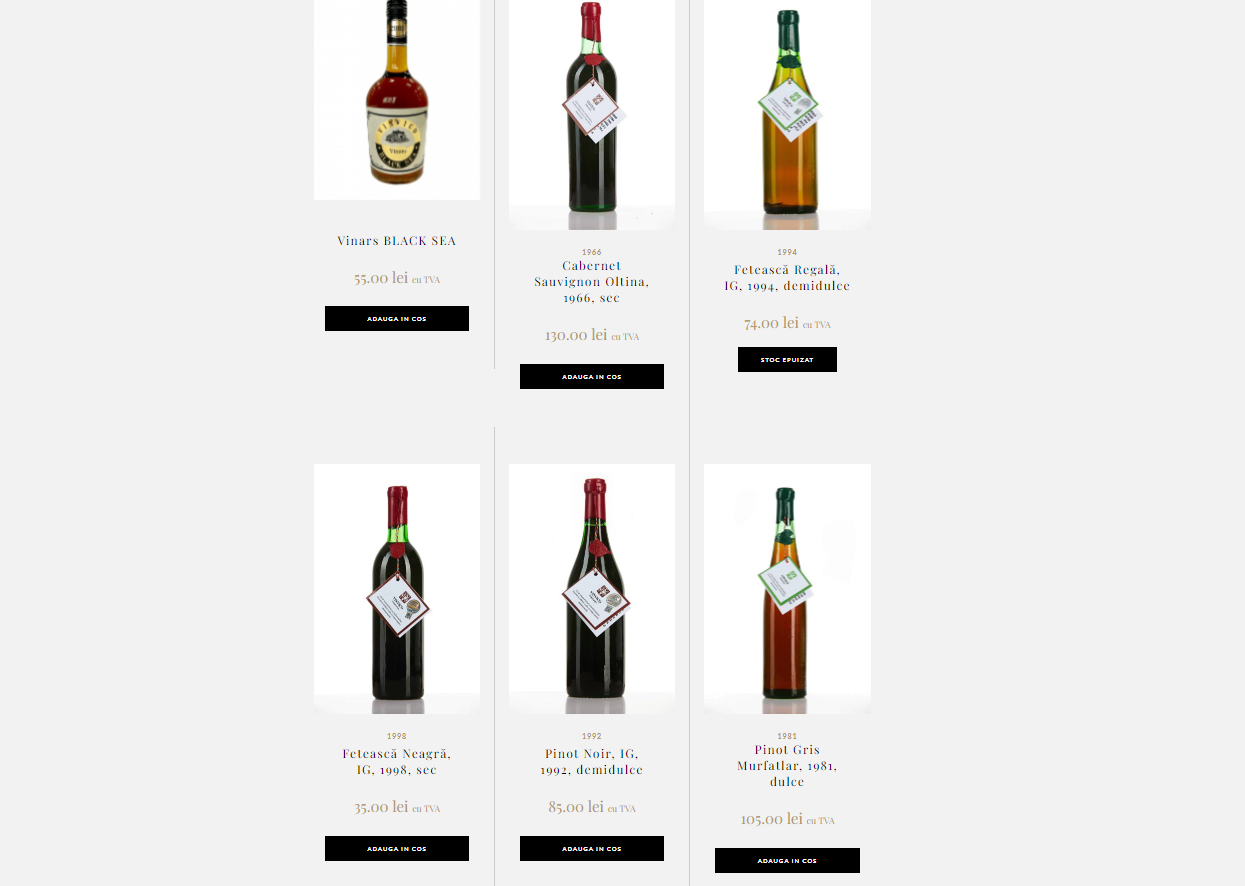 Vinars BLACK SEA
55.00 lei cu TVA
ADAUGA IN COS
1966
Cabernet
Sauvignon Oltina,
1966, sec
130.00 lei cu TVA
ADAUGA IN COS
1994
Fetească Regală,
IG, 1994, demidulce
74.00 lei cu TVA
STOC EPUIZAT
1998
Fetească Neagră,
IG, 1998, sec
35.00 lei cu TVA
ADAUGA IN COS
1992
Pinot Noir, IG,
1992, demidulce
85.00 lei cu TVA
ADAUGA IN COS
1981
Pinot Gris
Murfatlar, 1981,
dulce
105.00 lei cu TVA
ADAUGA IN COS